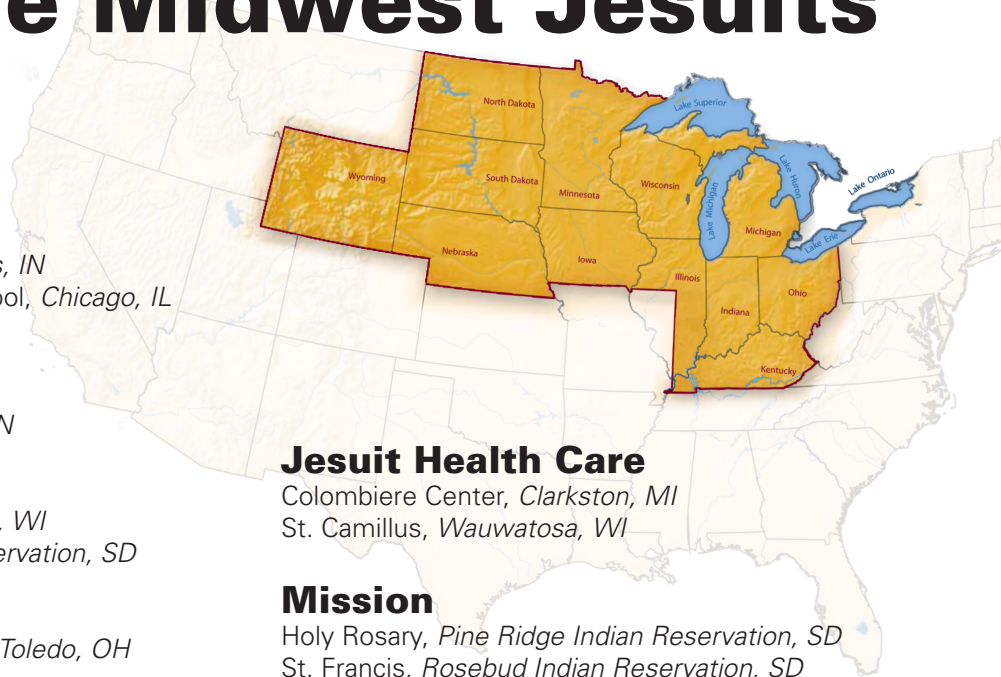 e Midwest Jesuits
North Dakota
Lake Superior
Wyoming
South Dakota
Minnesota
Wisconsin
Lake Michigan
Lake Huron
Lake Ontario
Michigan
Lake Erie
Nebraska
Iowa
Illinois
Indiana
Ohio
Kentucky
s, IN
ool, Chicago, IL
N
, WI
ervation, SD
Toledo, OH
Jesuit Health Care
Colombiere Center, Clarkston, MI
St. Camillus, Wauwatosa, WI
Mission
Holy Rosary, Pine Ridge Indian Reservation, SD
St. Francis, Rosebud Indian Reservation, SD